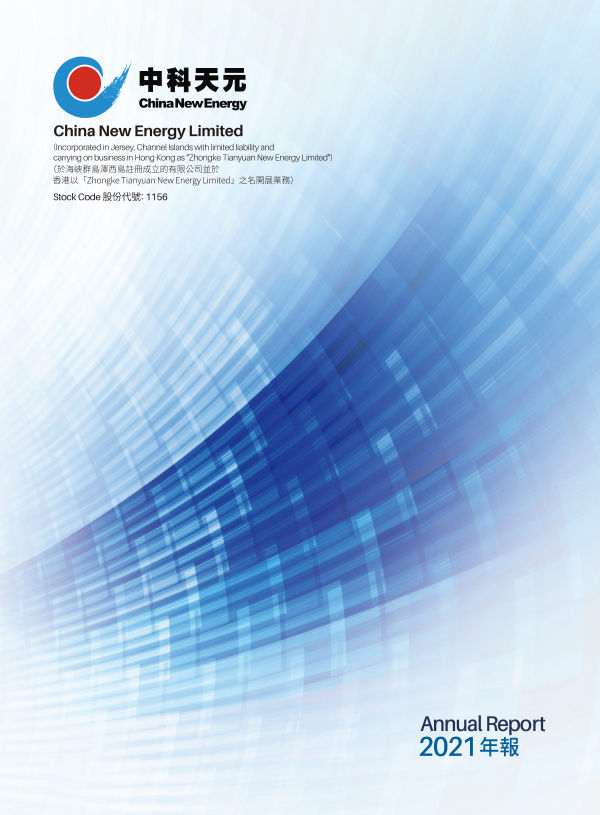 中科天元
China New Energy
China New Energy Limited
(Incorporated in Jersey, Channel Islands with limited liability and
carrying on business in Hong Kong as "Zhongke Tianyuan New Energy Limited")
(於海峽群島澤西島註冊成立的有限公司並於
香港以「Zhongke Tianyuan New Energy Limited」之名開展業務)
Stock Code 股份代號: 1156
Annual Report
2021 年報